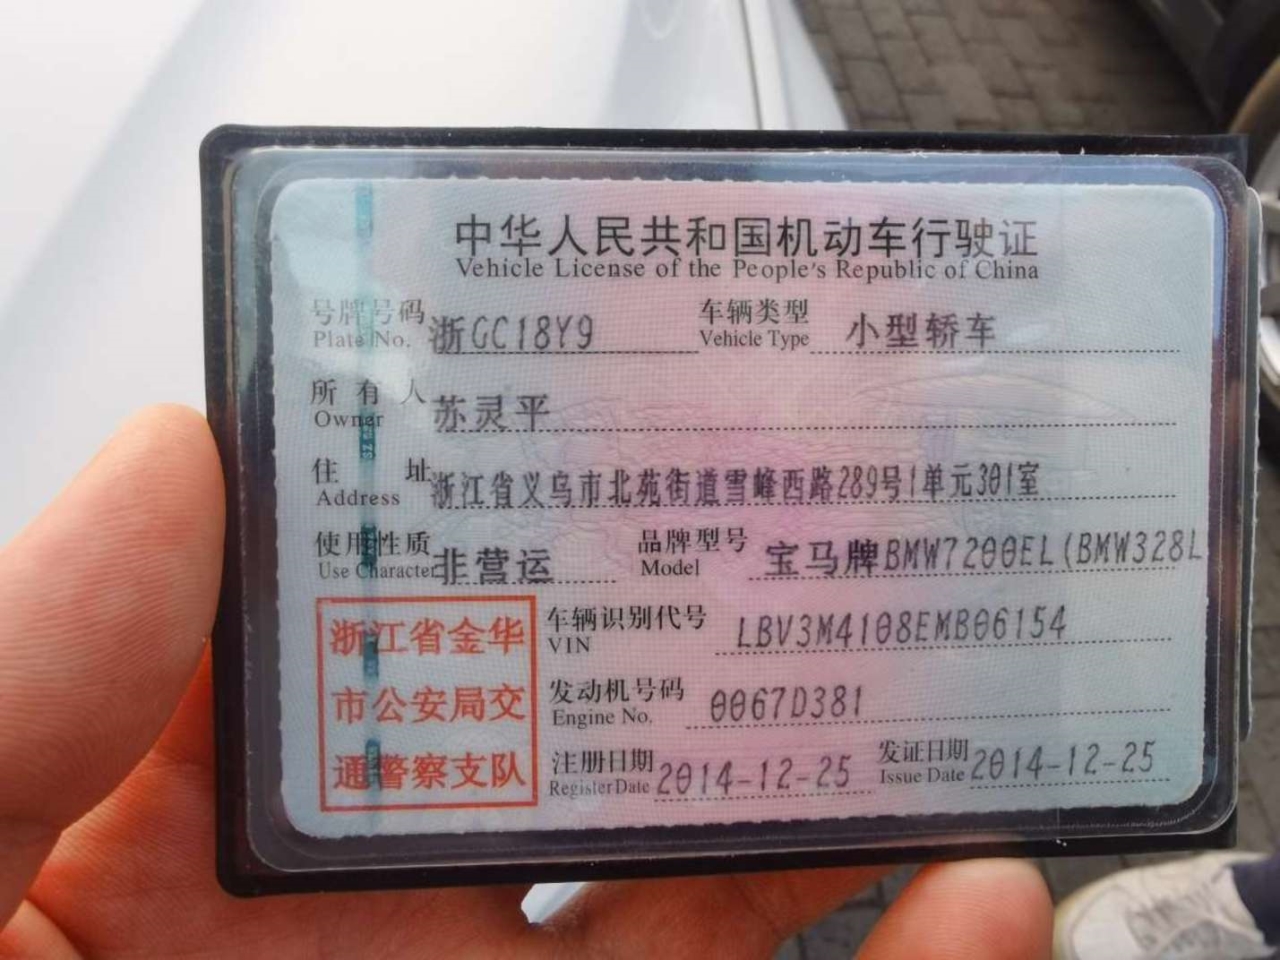 中华人民共和国机动车行驶证
Vehicle License of the People's Republic of China
号牌号码 浙GC18Y9 车辆类型 小型轿车
Plate No. Vehicle Type
所有人 苏灵平
Owner
住址 浙江省义乌市北苑街道雪峰西路289号1单元301室
Address
使用性质 非营运 品牌型号 宝马牌BMW7200EL(BMW328L
Use Character Model
浙江省金华
市公安局交
通警察支队
车辆识别代号 LBV3M4108EMB06154
VIN
发动机号码 0067D381
Engine No.
注册日期 2014-12-25 发证日期 2014-12-25
Register Date Issue Date